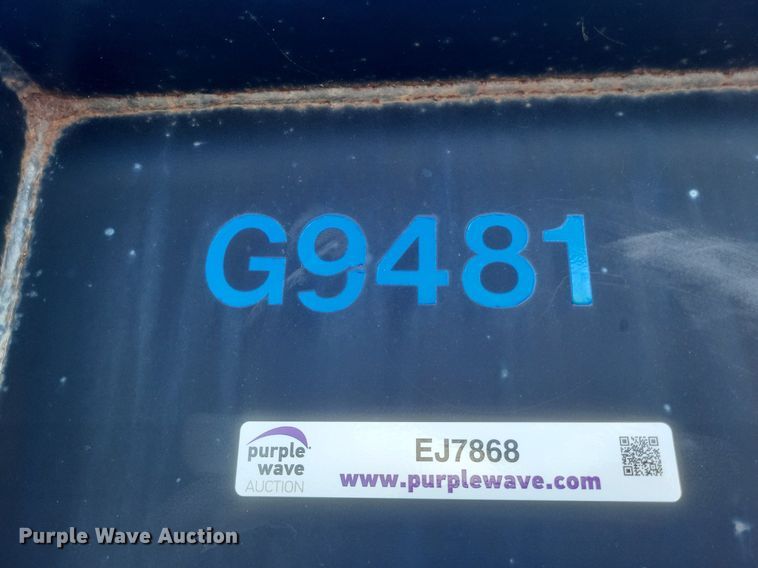 G9481
purple
wave
AUCTION
EJ7868
www.purplewave.com
Purple Wave Auction